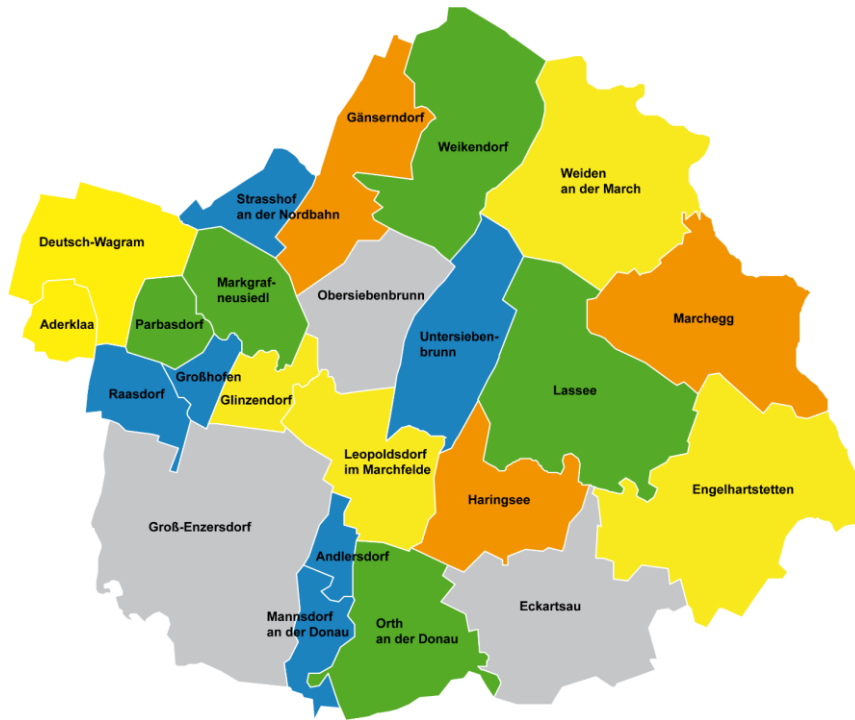 Gänserndorf
Weikendorf
Weiden
an der March
Strasshof
an der Nordbahn
Deutsch-Wagram
Markgraf-
neusiedl
Obersiebenbrunn
Aderklaa
Parbasdorf
Untersieben-
brunn
Marchegg
Großhofen
Raasdorf
Glinzendorf
Lassee
Leopoldsdorf
im Marchfelde
Engelhartstetten
Haringsee
Groß-Enzersdorf
Andlersdorf
Eckartsau
Mannsdorf
an der Donau
Orth
an der Donau